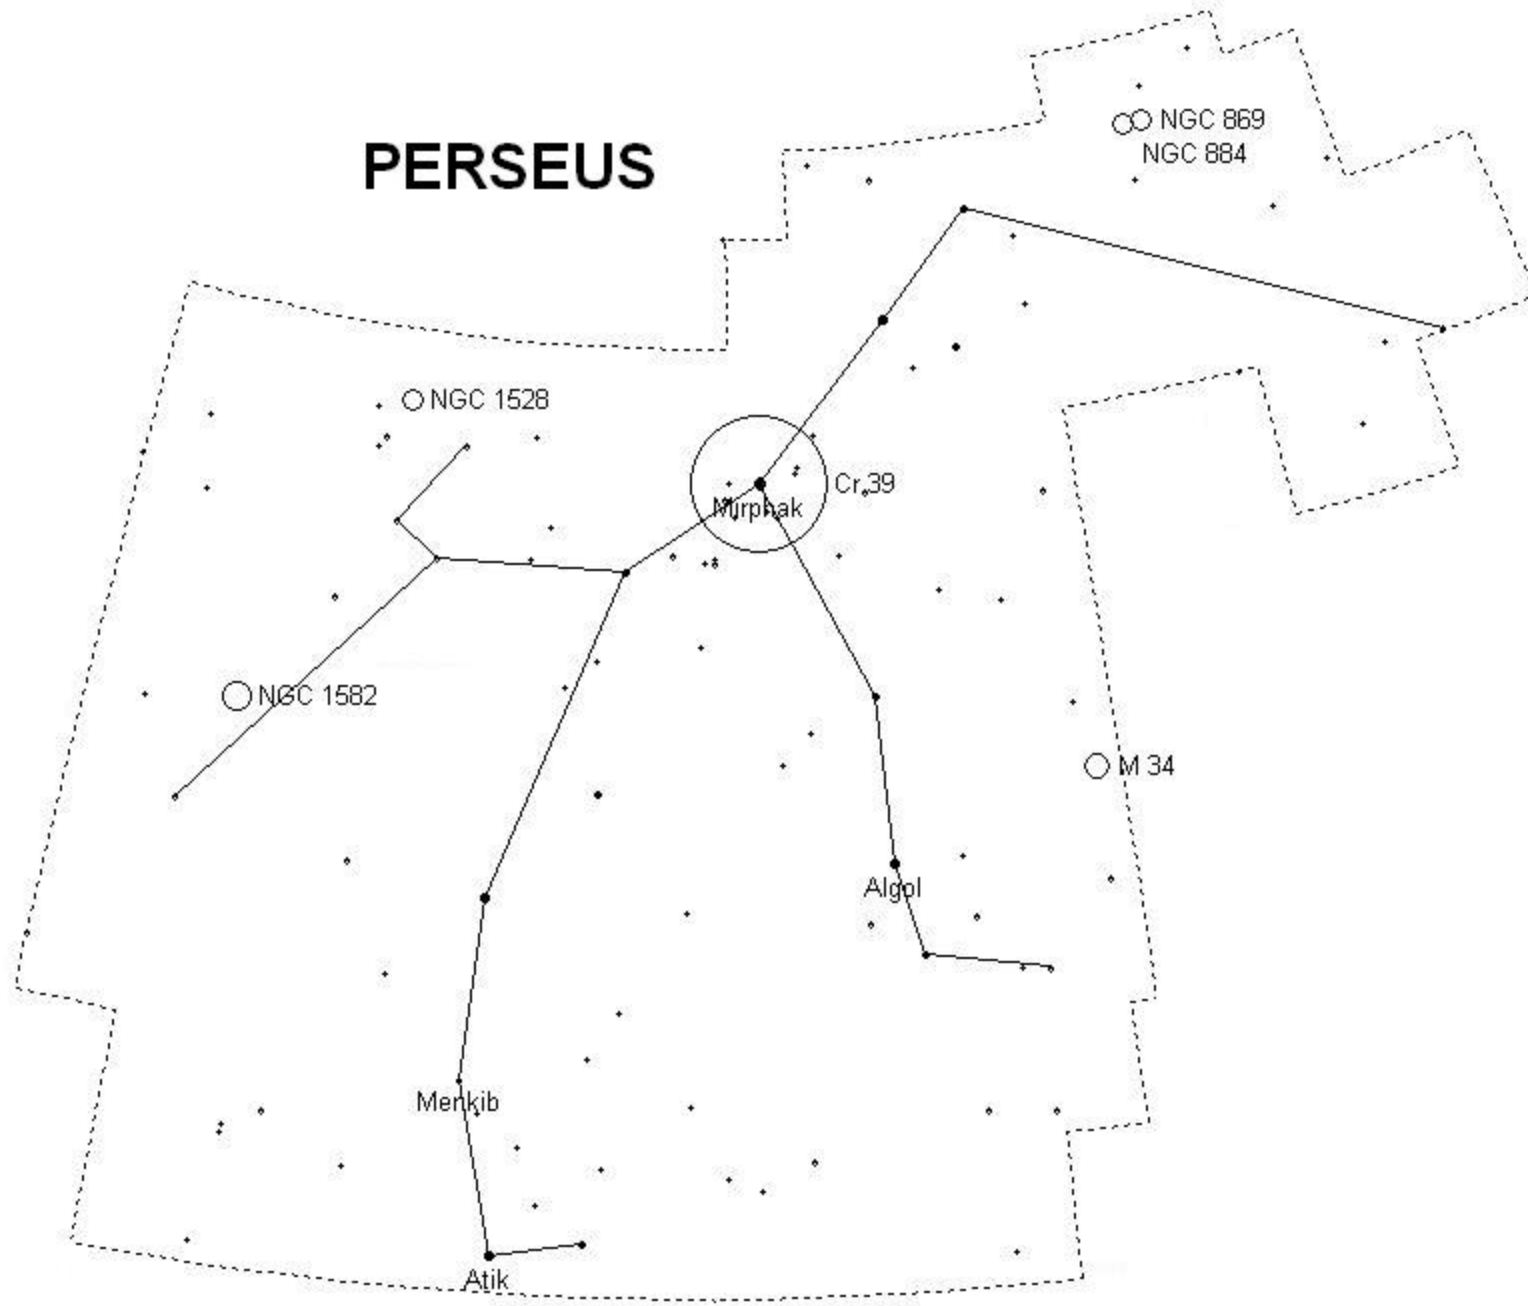 NGC 869
NGC 884
PERSEUS
NGC 1528
Cr 39
Mirphak
NGC 1582
M 34
Algol
Menkib
Atik